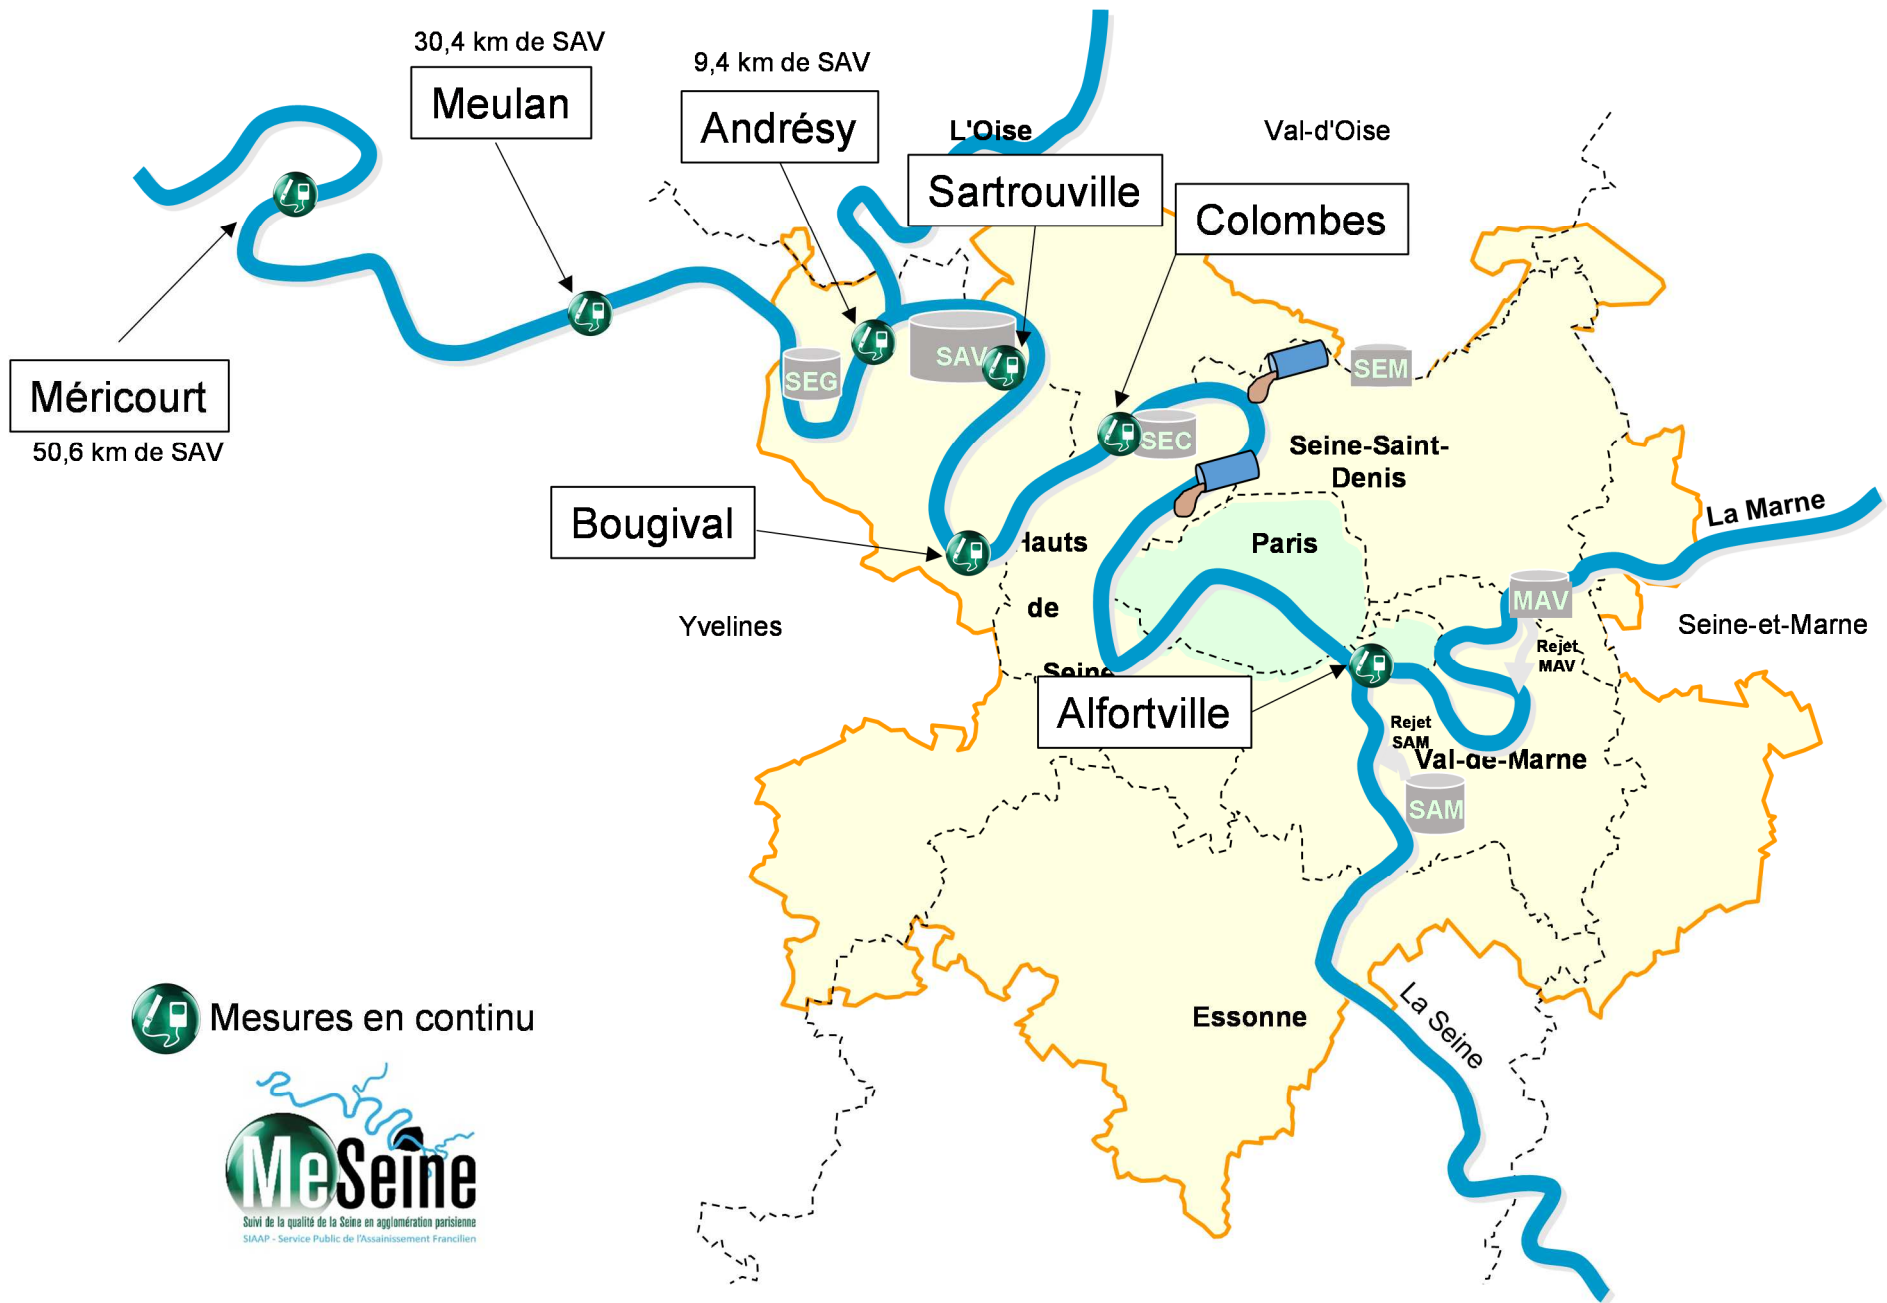 30,4 km de SAV
Meulan
9,4 km de SAV
Andrésy
L'Oise
Val-d'Oise
Sartrouville
Colombes
Méricourt
50,6 km de SAV
SEG
SAV
SEM
SEC
Seine-Saint-
Denis
La Marne
Bougival
Hauts
de
Seine
Paris
MAV
Rejet
MAV
Yvelines
Seine-et-Marne
Alfortville
Rejet
SAM
Val-de-Marne
SAM
Essonne
La Seine
Mesures en continu
MeSeine
Suivi de la qualité de la Seine en agglomération parisienne
SIAAP - Service Public de l'Assainissement Francilien